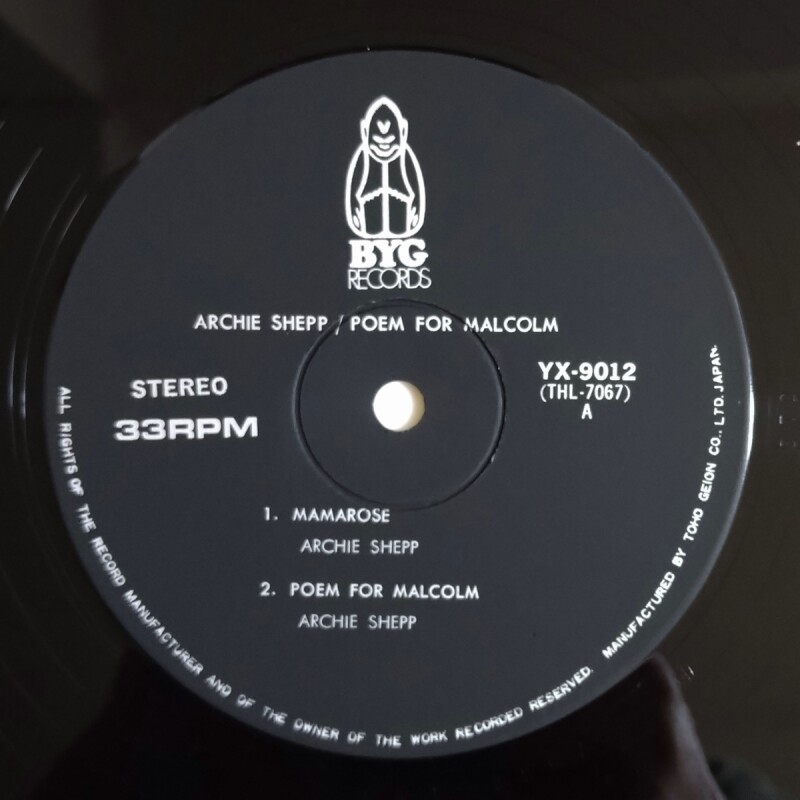 BYG
RECORDS
ARCHIE SHEPP / POEM FOR MALCOLM
STEREO
33RPM
YX-9012
(THL-7067)
A
1. MAMAROSE
ARCHIE SHEPP
2. POEM FOR MALCOLM
ARCHIE SHEPP
ALL RIGHTS OF THE RECORD MANUFACTURER AND OF THE OWNER OF THE WORK RECORDED RESERVED. MANUFACTURED BY TOHO GEION CO., LTD. JAPAN.